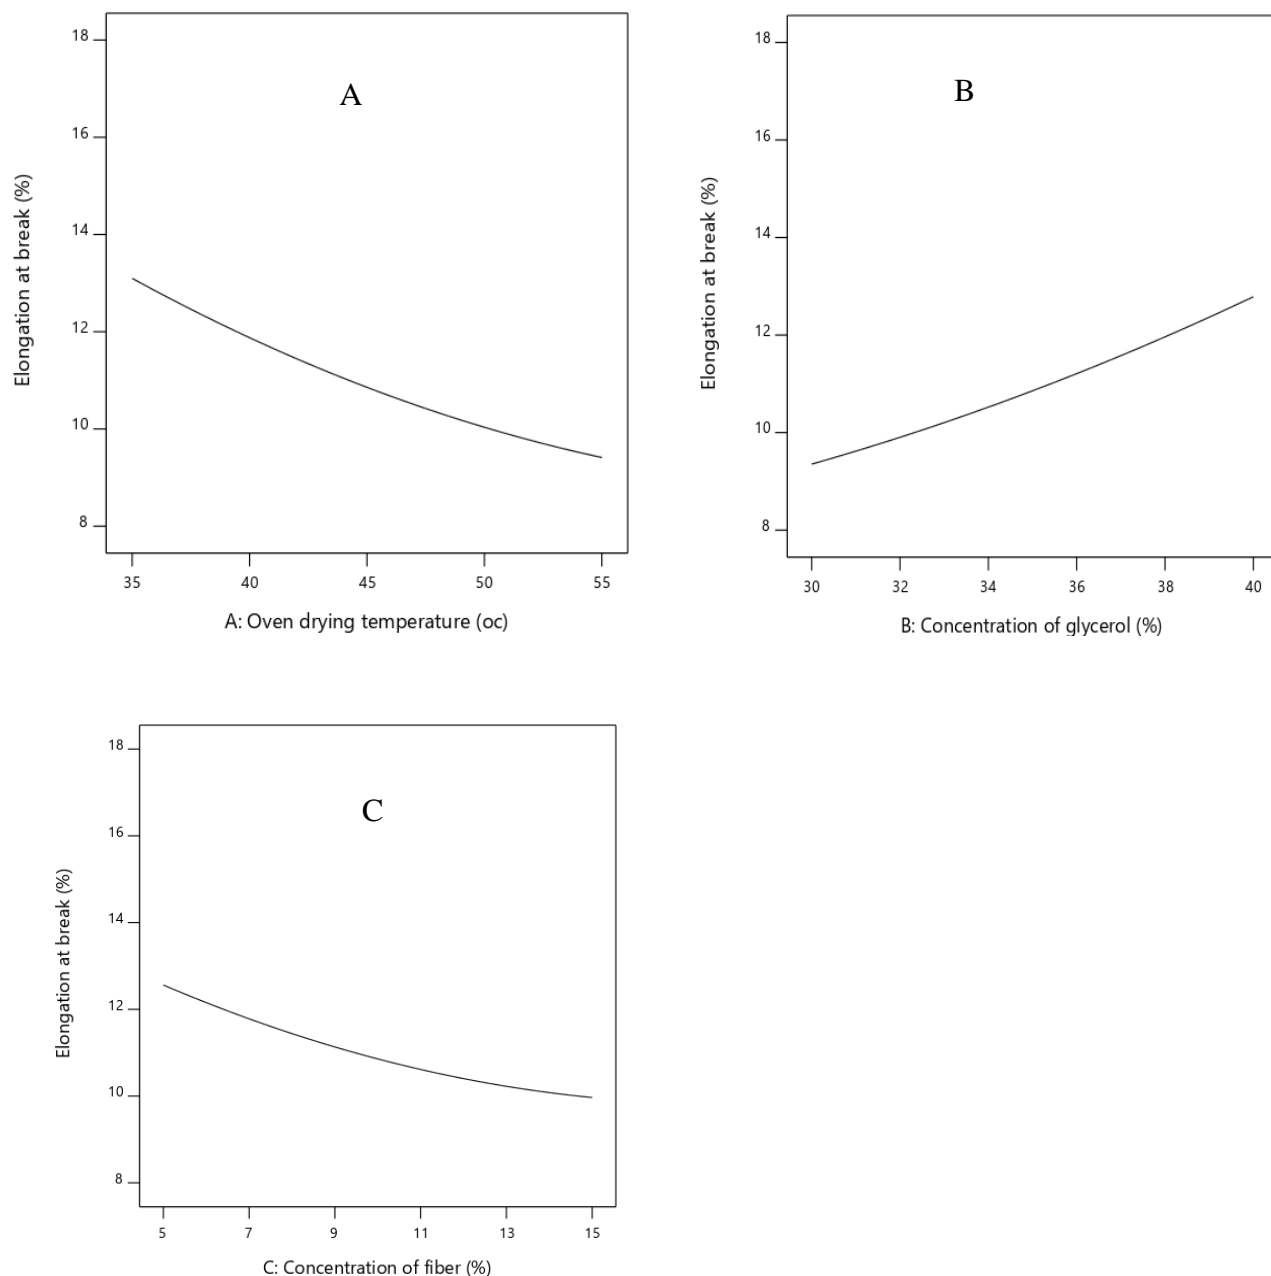 A
18
16
14
12
10
8
Elongation at break (%)
35 40 45 50 55
A: Oven drying temperature (oc)
B
18
16
14
12
10
8
Elongation at break (%)
30 32 34 36 38 40
B: Concentration of glycerol (%)
C
18
16
14
12
10
8
Elongation at break (%)
5 7 9 11 13 15
C: Concentration of fiber (%)